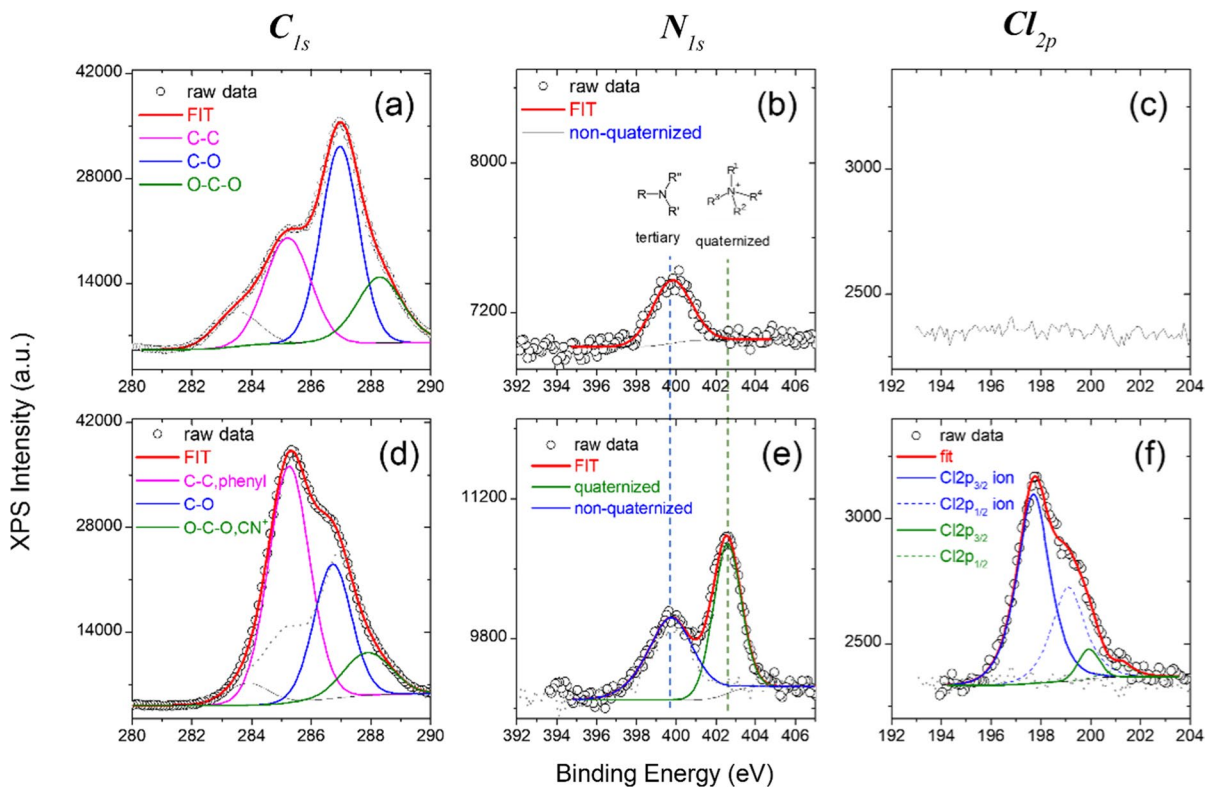 C1s
N1s
Cl2p
XPS Intensity (a.u.)
42000
28000
14000
280 282 284 286 288 290
raw data
FIT
C-C
C-O
O-C-O
(a)
8000
7200
392 394 396 398 400 402 404 406
raw data
FIT
non-quaternized
(b)
R-N
R"
R'
tertiary
R1
R3
N+
R4
R2
quaternized
3000
2500
192 194 196 198 200 202 204
(c)
42000
28000
14000
280 282 284 286 288 290
raw data
FIT
C-C,phenyl
C-O
O-C-O,CN+
(d)
11200
9800
392 394 396 398 400 402 404 406
raw data
FIT
quaternized
non-quaternized
(e)
3000
2500
192 194 196 198 200 202 204
raw data
fit
Cl2p3/2 ion
Cl2p1/2 ion
Cl2p3/2
Cl2p1/2
(f)
Binding Energy (eV)